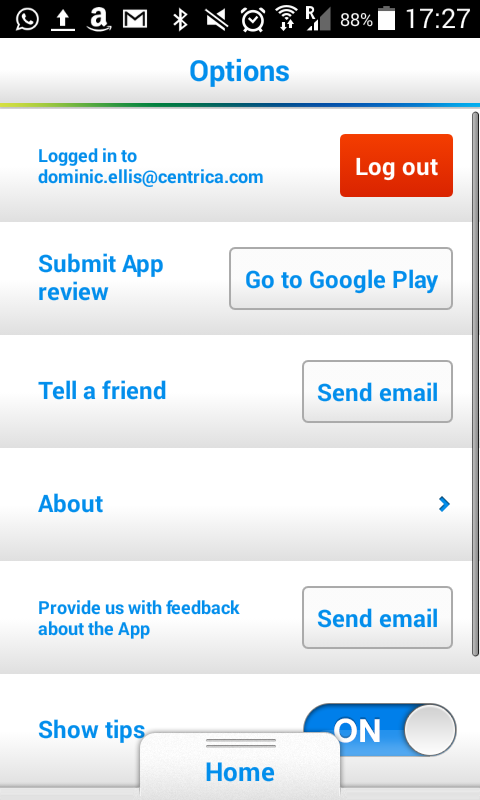 R 88% 17:27
Options
Logged in to
dominic.ellis@centrica.com
Log out
Submit App
review
Go to Google Play
Tell a friend
Send email
About
Provide us with feedback
about the App
Send email
Show tips
ON
Home